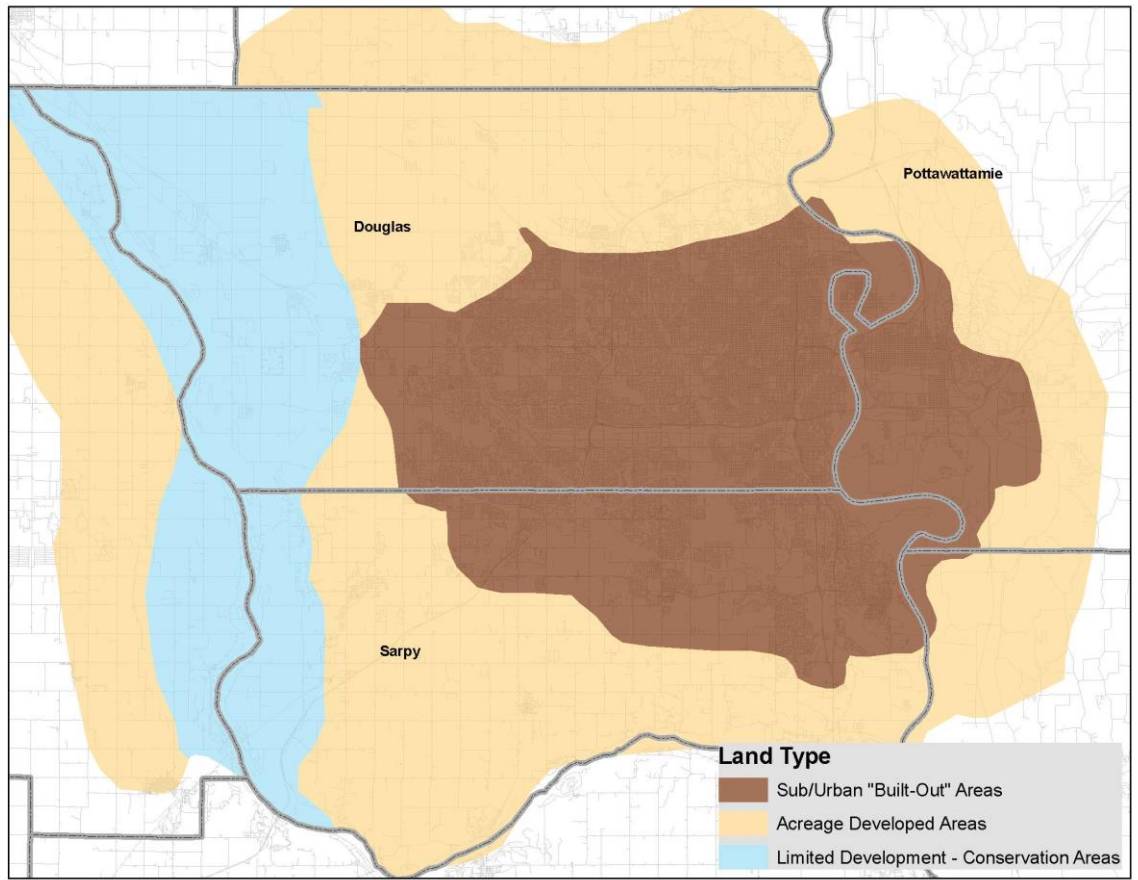 Pottawattamie
Douglas
Sarpy
Land Type
Sub/Urban "Built-Out" Areas
Acreage Developed Areas
Limited Development - Conservation Areas